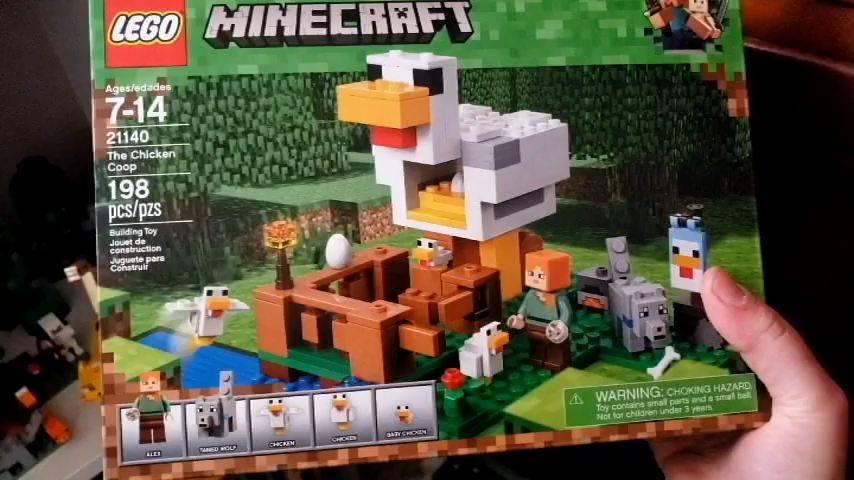 LEGO
MINECRAFT
Ages/edades
7-14
21140
The Chicken
Coop
198
pcs/pzs
Building Toy
Jouet de
construction
Juguete para
Construir
ALEX
TAMED WOLF
CHICKEN
CHICKEN
BABY CHICKEN
WARNING: CHOKING HAZARD
Toy contains small parts and a small ball.
Not for children under 3 years.